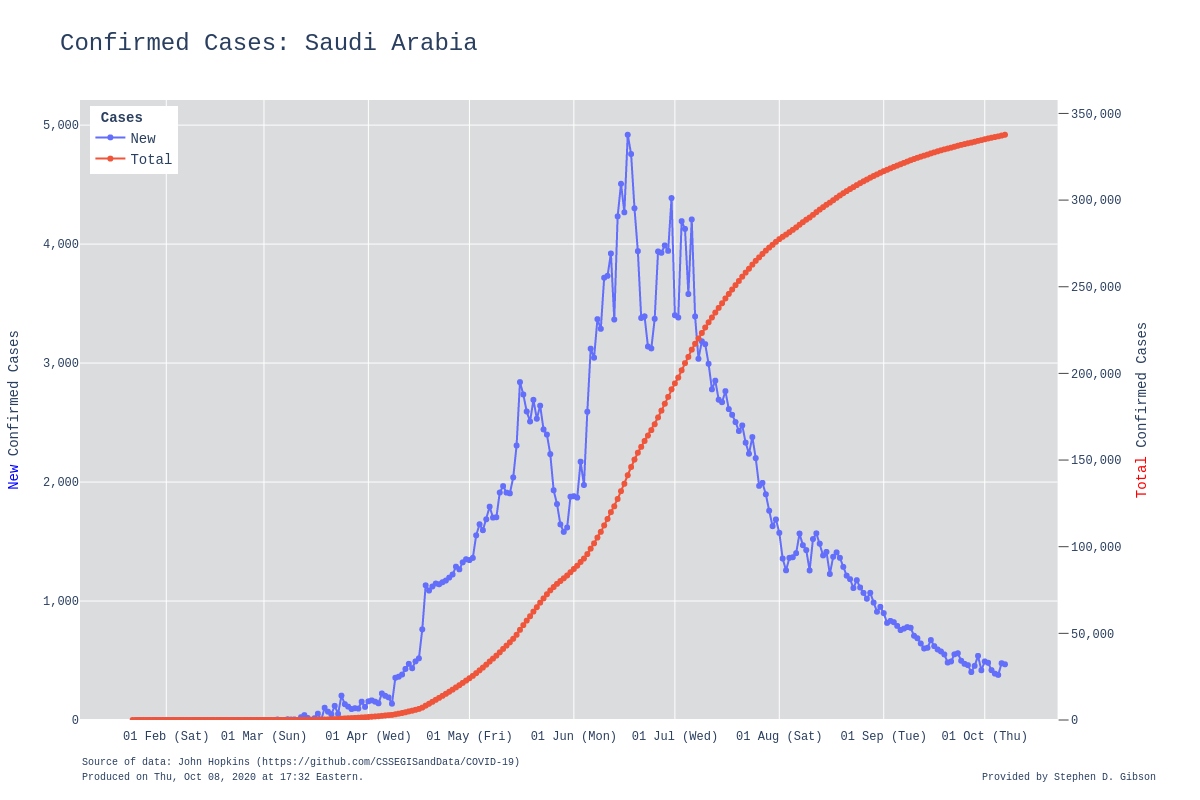 Confirmed Cases: Saudi Arabia
Cases
New
Total
5,000
4,000
3,000
2,000
1,000
0
350,000
300,000
250,000
200,000
150,000
100,000
50,000
0
New Confirmed Cases
Total Confirmed Cases
01 Feb (Sat) 01 Mar (Sun) 01 Apr (Wed) 01 May (Fri) 01 Jun (Mon) 01 Jul (Wed) 01 Aug (Sat) 01 Sep (Tue) 01 Oct (Thu)
Source of data: John Hopkins (https://github.com/CSSEGISandData/COVID-19)
Produced on Thu, Oct 08, 2020 at 17:32 Eastern.
Provided by Stephen D. Gibson